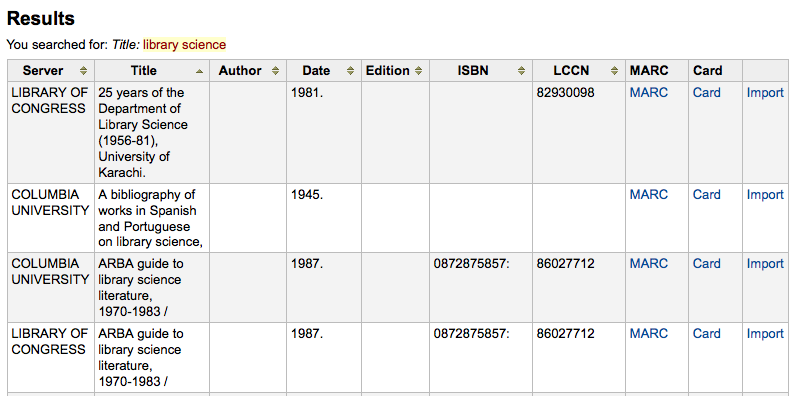 Results
You searched for: Title: library science
Server Title Author Date Edition ISBN LCCN MARC Card
LIBRARY OF 25 years of the 1981. 82930098 MARC Card Import
CONGRESS Department of
Library Science
(1956-81),
University of
Karachi.
COLUMBIA A bibliography of 1945. MARC Card Import
UNIVERSITY works in Spanish
and Portuguese
on library science,
COLUMBIA ARBA guide to 1987. 0872875857: 86027712 MARC Card Import
UNIVERSITY library science
literature,
1970-1983 /
LIBRARY OF ARBA guide to 1987. 0872875857: 86027712 MARC Card Import
CONGRESS library science
literature,
1970-1983 /